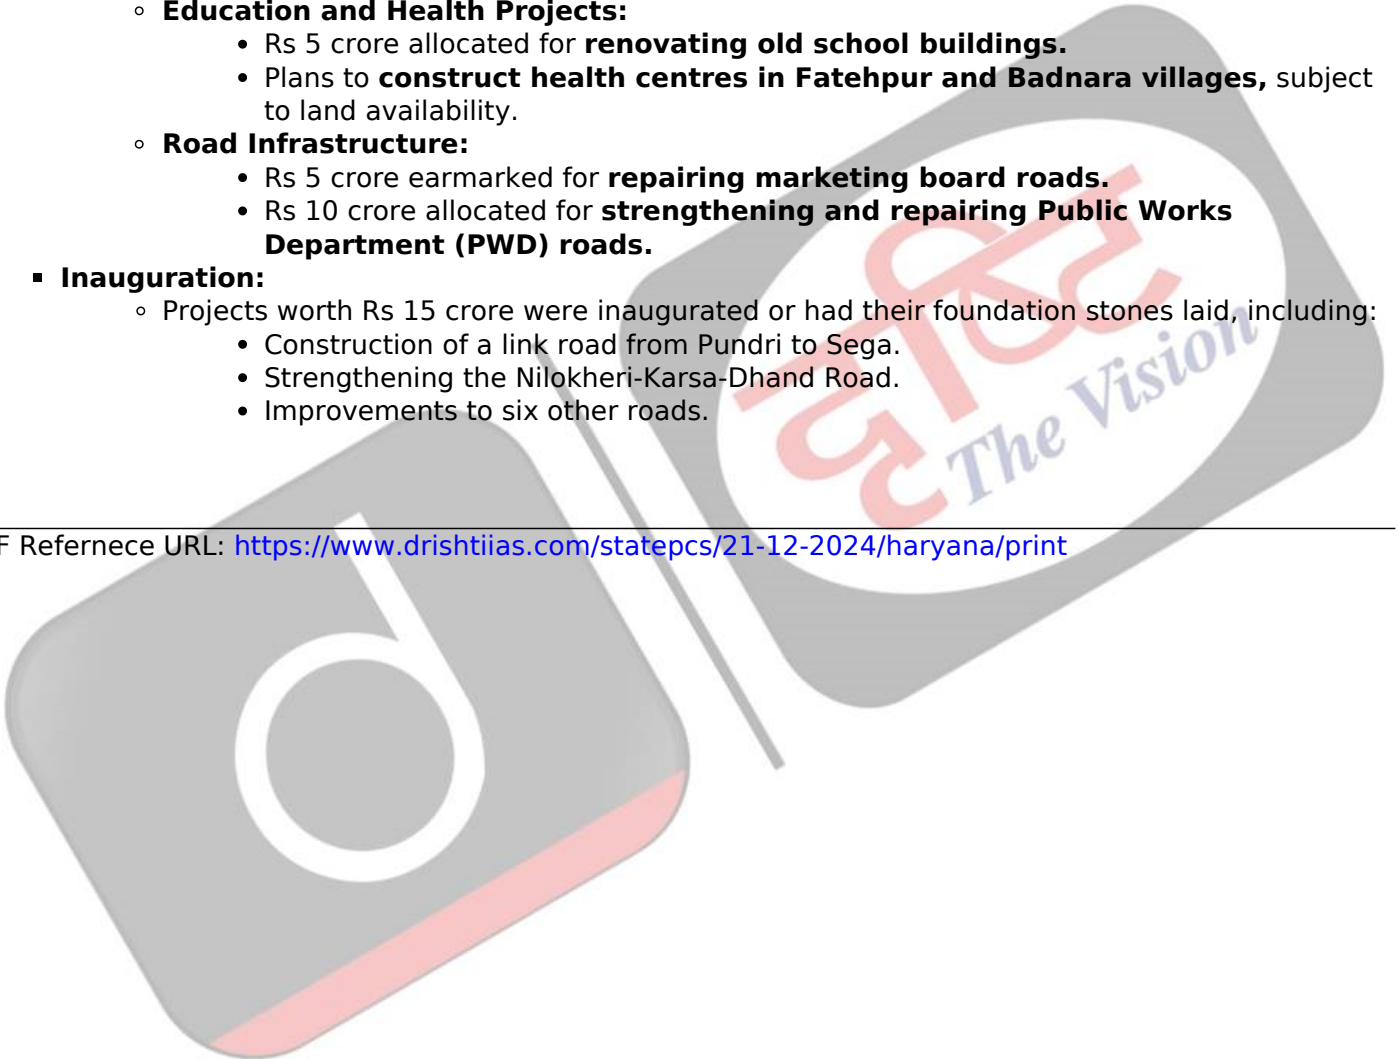 Education and Health Projects:
Rs 5 crore allocated for renovating old school buildings.
Plans to construct health centres in Fatehpur and Badnara villages, subject
to land availability.
Road Infrastructure:
Rs 5 crore earmarked for repairing marketing board roads.
Rs 10 crore allocated for strengthening and repairing Public Works
Department (PWD) roads.
Inauguration:
Projects worth Rs 15 crore were inaugurated or had their foundation stones laid, including:
Construction of a link road from Pundri to Sega.
Strengthening the Nilokheri-Karsa-Dhand Road.
Improvements to six other roads.
दृष्टि
The Vision
d
F Refernece URL: https://www.drishtiias.com/statepcs/21-12-2024/haryana/print